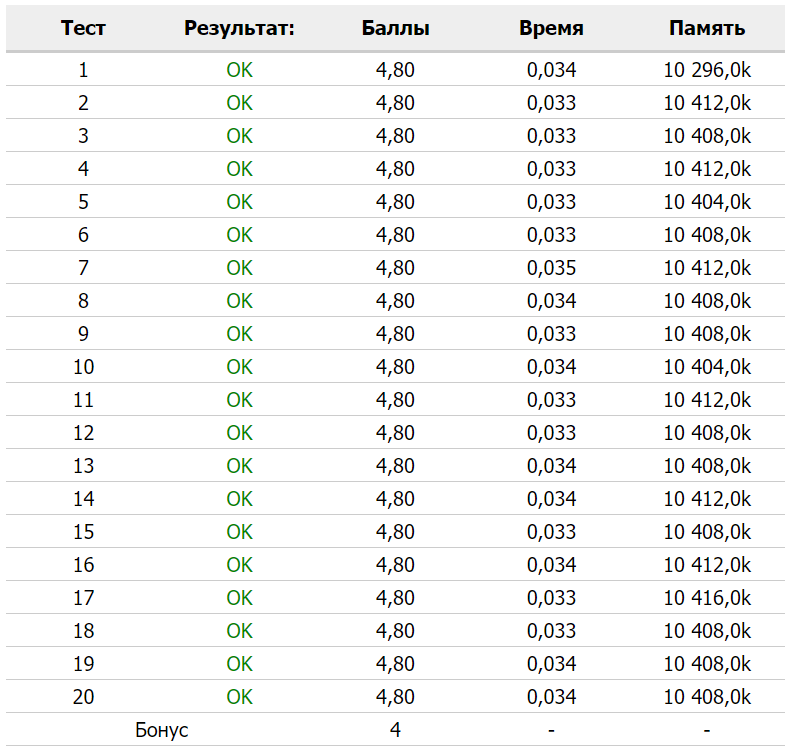 Тест Результат: Баллы Время Память
1 OK 4,80 0,034 10 296,0k
2 OK 4,80 0,033 10 412,0k
3 OK 4,80 0,033 10 408,0k
4 OK 4,80 0,033 10 412,0k
5 OK 4,80 0,033 10 404,0k
6 OK 4,80 0,033 10 408,0k
7 OK 4,80 0,035 10 412,0k
8 OK 4,80 0,034 10 408,0k
9 OK 4,80 0,033 10 408,0k
10 OK 4,80 0,034 10 404,0k
11 OK 4,80 0,033 10 412,0k
12 OK 4,80 0,033 10 408,0k
13 OK 4,80 0,034 10 408,0k
14 OK 4,80 0,034 10 412,0k
15 OK 4,80 0,033 10 408,0k
16 OK 4,80 0,034 10 412,0k
17 OK 4,80 0,033 10 416,0k
18 OK 4,80 0,033 10 408,0k
19 OK 4,80 0,034 10 408,0k
20 OK 4,80 0,034 10 408,0k
Бонус 4 - -